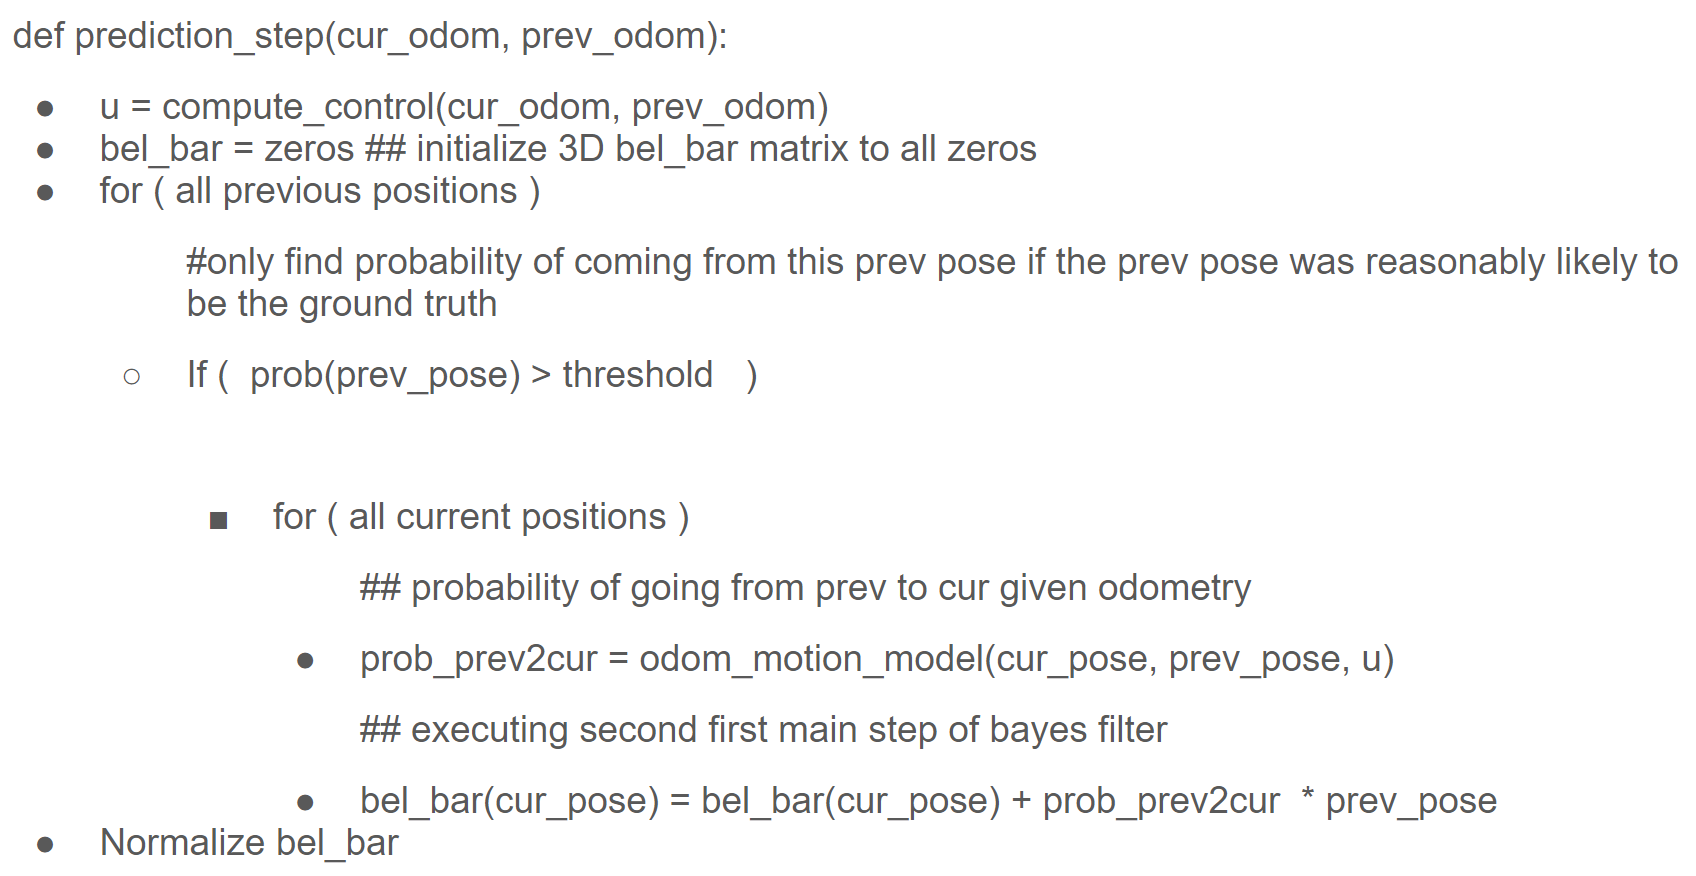 def prediction_step(cur_odom, prev_odom):
● u = compute_control(cur_odom, prev_odom)
● bel_bar = zeros ## initialize 3D bel_bar matrix to all zeros
● for ( all previous positions )
#only find probability of coming from this prev pose if the prev pose was reasonably likely to
be the ground truth
○ If (  prob(prev_pose) > threshold   )
■ for ( all current positions )
## probability of going from prev to cur given odometry
● prob_prev2cur = odom_motion_model(cur_pose, prev_pose, u)
## executing second first main step of bayes filter
● bel_bar(cur_pose) = bel_bar(cur_pose) + prob_prev2cur  * prev_pose
● Normalize bel_bar